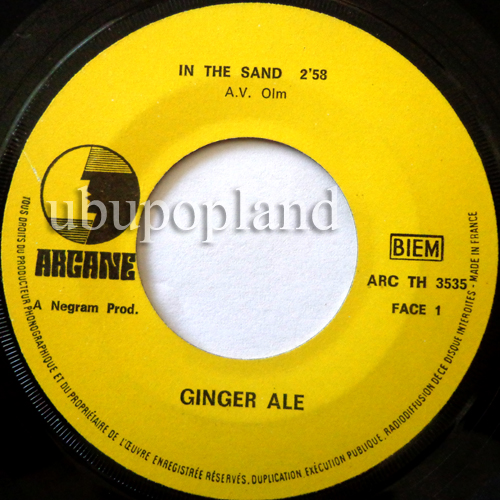 IN THE SAND 2'58
A.V. Olm
ubupopland
ARCANE
A Negram Prod.
BIEM
ARC TH 3535
FACE 1
GINGER ALE
TOUS DROITS DU PRODUCTEUR PHONOGRAPHIQUE ET DU PROPRIÉTAIRE DE L'ŒUVRE ENREGISTRÉE RÉSERVÉS. DUPLICATION, EXÉCUTION PUBLIQUE, RADIODIFFUSION DE CE DISQUE INTERDITES - MADE IN FRANCE